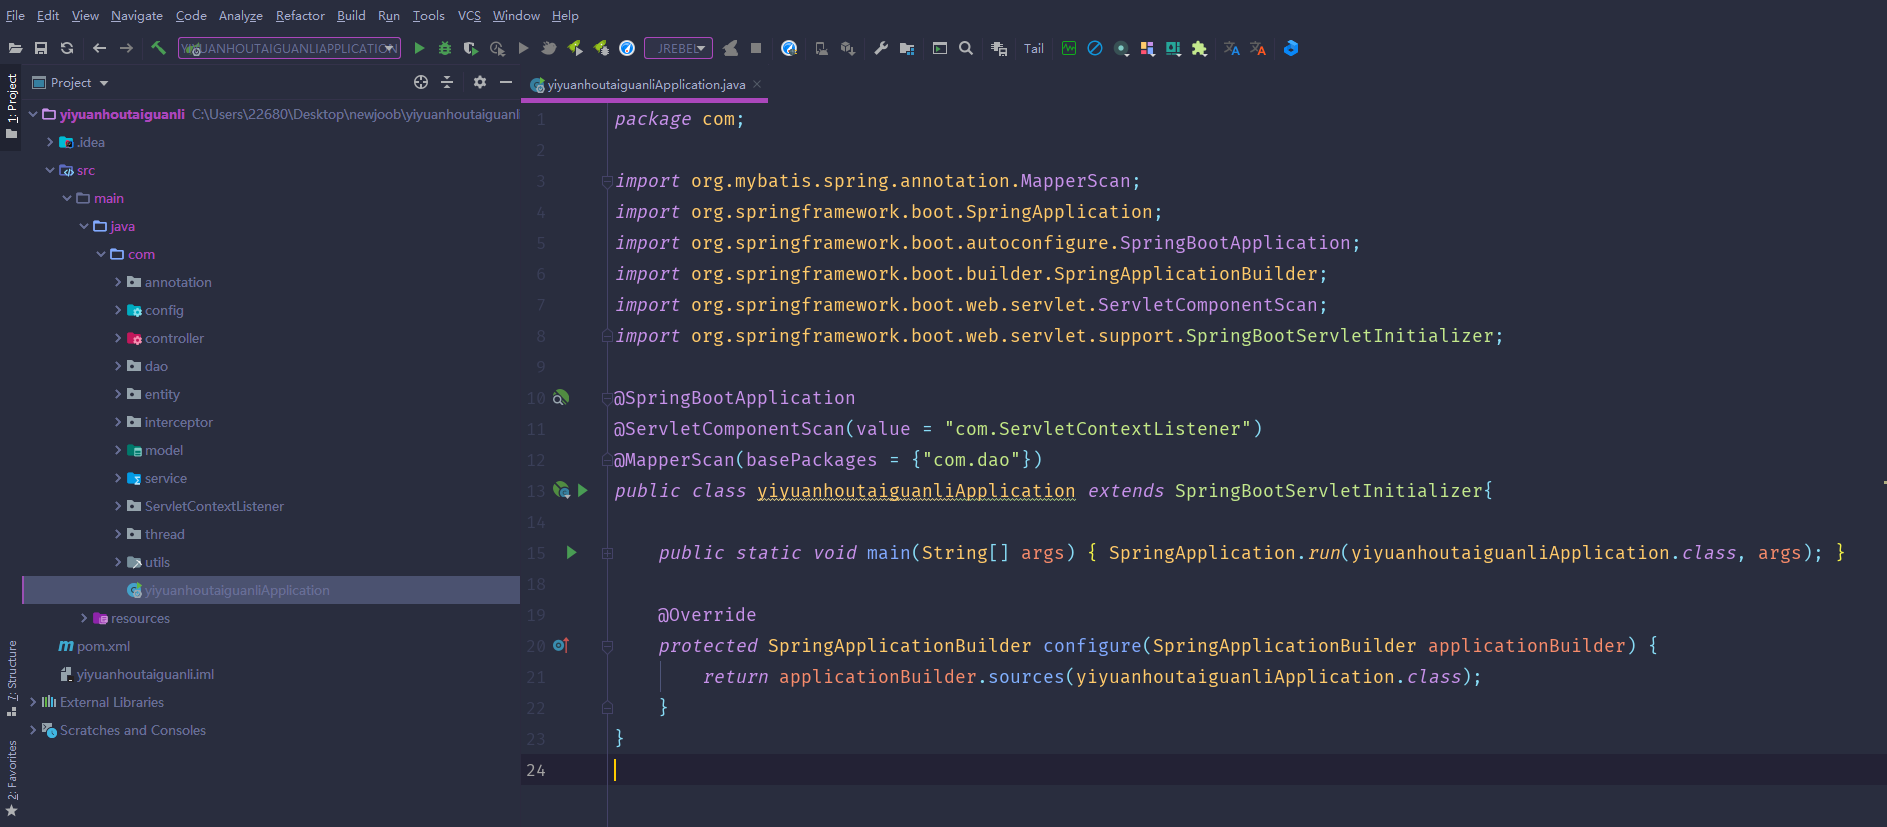 File Edit View Navigate Code Analyze Refactor Build Run Tools VCS Window Help
YIYUANHOUTAIGUANLIAPPLICATION JREBEL Tail
1: Project
Project
yiyuanhoutaiguanliApplication.java
yiyuanhoutaiguanli C:\Users\22680\Desktop\newjoob\yiyuanhoutaiguanli
.idea
src
main
java
com
annotation
config
controller
dao
entity
interceptor
model
service
ServletContextListener
thread
utils
yiyuanhoutaiguanliApplication
resources
pom.xml
yiyuanhoutaiguanli.iml
External Libraries
Scratches and Consoles
7: Structure
2: Favorites
1 package com;
2
3 import org.mybatis.spring.annotation.MapperScan;
4 import org.springframework.boot.SpringApplication;
5 import org.springframework.boot.autoconfigure.SpringBootApplication;
6 import org.springframework.boot.builder.SpringApplicationBuilder;
7 import org.springframework.boot.web.servlet.ServletComponentScan;
8 import org.springframework.boot.web.servlet.support.SpringBootServletInitializer;
9
10 @SpringBootApplication
11 @ServletComponentScan(value = "com.ServletContextListener")
12 @MapperScan(basePackages = {"com.dao"})
13 public class yiyuanhoutaiguanliApplication extends SpringBootServletInitializer{
14
15 public static void main(String[] args) { SpringApplication.run(yiyuanhoutaiguanliApplication.class, args); }
18
19 @Override
20 protected SpringApplicationBuilder configure(SpringApplicationBuilder applicationBuilder) {
21 return applicationBuilder.sources(yiyuanhoutaiguanliApplication.class);
22 }
23 }
24